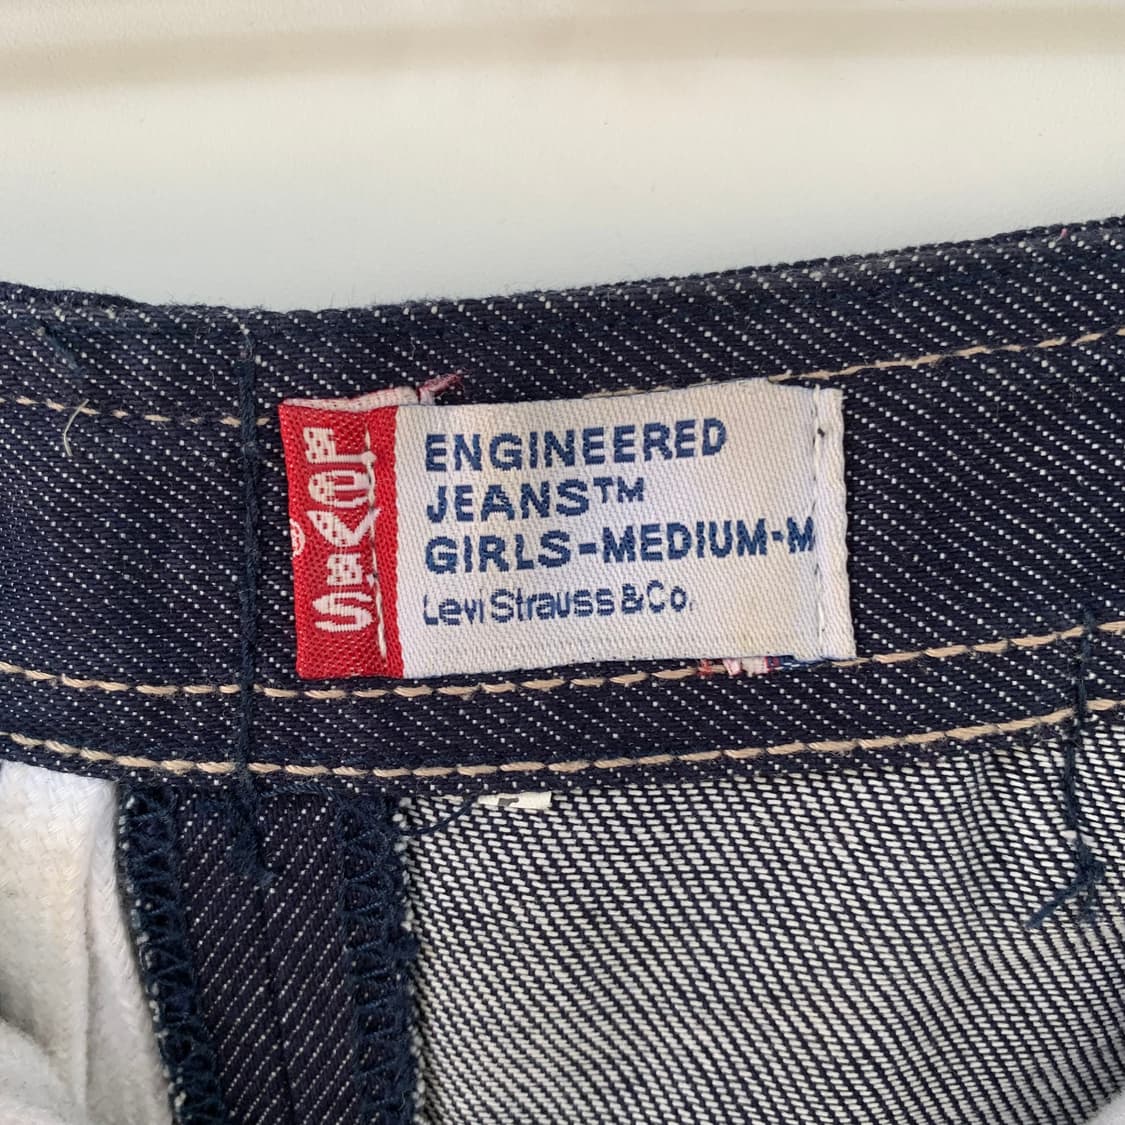 LEVI'S
®
ENGINEERED
JEANS™
GIRLS-MEDIUM-M
Levi Strauss & Co.